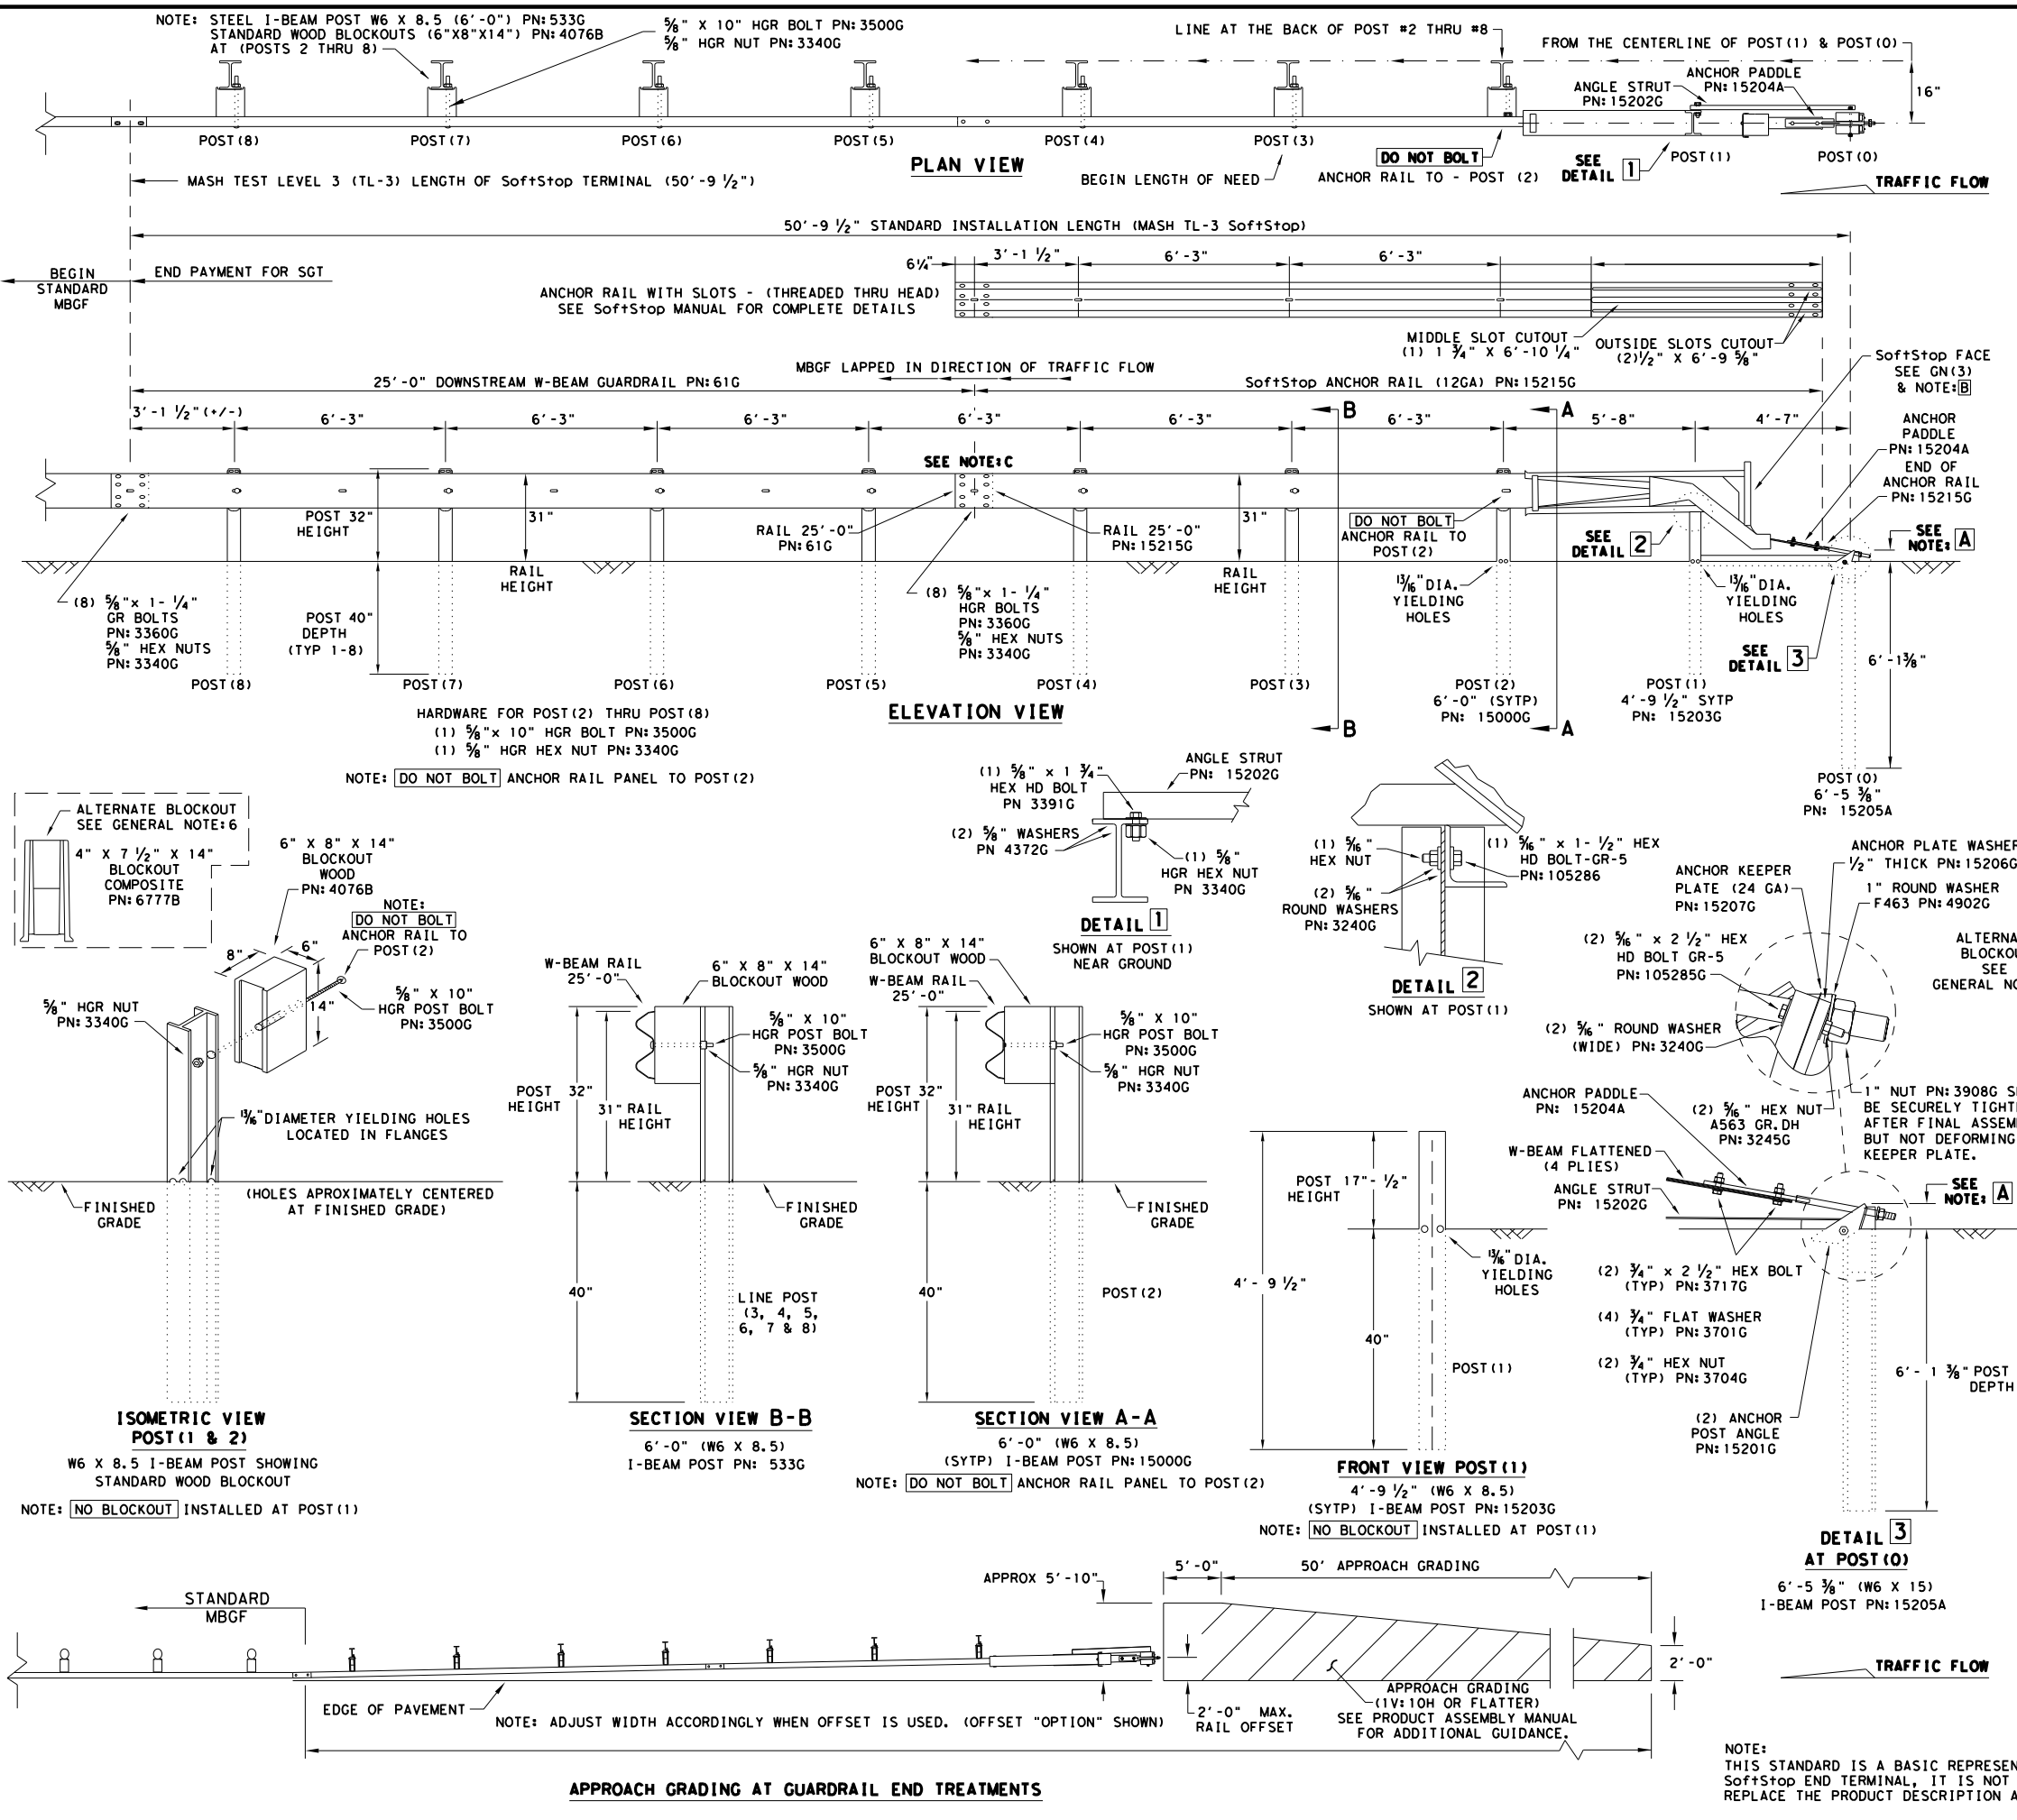 NOTE: STEEL I-BEAM POST W6 X 8.5 (6'-0") PN:533G
STANDARD WOOD BLOCKOUTS (6"X8"X14") PN:4076B
AT (POSTS 2 THRU 8)
⅝" X 10" HGR BOLT PN:3500G
⅝" HGR NUT PN:3340G
LINE AT THE BACK OF POST #2 THRU #8
FROM THE CENTERLINE OF POST(1) & POST(0)
ANCHOR PADDLE
PN:15204A
ANGLE STRUT
PN:15202G
16"
POST(8)
POST(7)
POST(6)
POST(5)
POST(4)
POST(3)
POST(1)
POST(0)
PLAN VIEW
DO NOT BOLT
ANCHOR RAIL TO - POST (2)
SEE
DETAIL 1
BEGIN LENGTH OF NEED
MASH TEST LEVEL 3 (TL-3) LENGTH OF SoftStop TERMINAL (50'-9 ½")
TRAFFIC FLOW
50'-9 ½" STANDARD INSTALLATION LENGTH (MASH TL-3 SoftStop)
BEGIN
STANDARD
MBGF
END PAYMENT FOR SGT
6¼"
3'-1 ½"
6'-3"
6'-3"
ANCHOR RAIL WITH SLOTS - (THREADED THRU HEAD)
SEE SoftStop MANUAL FOR COMPLETE DETAILS
MIDDLE SLOT CUTOUT
(1) 1 ¾" X 6'-10 ¼"
OUTSIDE SLOTS CUTOUT
(2)½" X 6'-9 ⅝"
SoftStop FACE
SEE GN(3)
& NOTE:B
MBGF LAPPED IN DIRECTION OF TRAFFIC FLOW
25'-0" DOWNSTREAM W-BEAM GUARDRAIL PN:61G
SoftStop ANCHOR RAIL (12GA) PN:15215G
3'-1 ½"(+/-)
6'-3"
6'-3"
6'-3"
6'-3"
6'-3"
6'-3"
5'-8"
4'-7"
B
A
ANCHOR
PADDLE
PN:15204A
END OF
ANCHOR RAIL
PN:15215G
SEE NOTE:C
POST 32"
HEIGHT
31"
RAIL
HEIGHT
RAIL 25'-0"
PN:61G
RAIL 25'-0"
PN:15215G
31"
RAIL
HEIGHT
DO NOT BOLT
ANCHOR RAIL TO
POST(2)
SEE
DETAIL 2
SEE
NOTE: A
(8) ⅝"x 1- ¼"
GR BOLTS
PN:3360G
⅝" HEX NUTS
PN:3340G
POST 40"
DEPTH
(TYP 1-8)
(8) ⅝"x 1- ¼"
HGR BOLTS
PN:3360G
⅝" HEX NUTS
PN:3340G
13/16" DIA.
YIELDING
HOLES
13/16" DIA.
YIELDING
HOLES
SEE
DETAIL 3
6'-1⅜"
POST(8)
POST(7)
POST(6)
POST(5)
POST(4)
POST(3)
POST(2)
6'-0" (SYTP)
PN: 15000G
POST(1)
4'-9 ½" SYTP
PN: 15203G
HARDWARE FOR POST(2) THRU POST(8)
(1) ⅝"x 10" HGR BOLT PN:3500G
(1) ⅝" HGR HEX NUT PN:3340G
ELEVATION VIEW
B
A
NOTE: DO NOT BOLT ANCHOR RAIL PANEL TO POST(2)
POST(0)
6'-5 ⅜"
PN: 15205A
ALTERNATE BLOCKOUT
SEE GENERAL NOTE:6
4" X 7 ½" X 14"
BLOCKOUT
COMPOSITE
PN:6777B
6" X 8" X 14"
BLOCKOUT
WOOD
PN:4076B
NOTE:
DO NOT BOLT
ANCHOR RAIL TO
POST(2)
8"
6"
14"
⅝" X 10"
HGR POST BOLT
PN:3500G
⅝" HGR NUT
PN:3340G
13/16"DIAMETER YIELDING HOLES
LOCATED IN FLANGES
FINISHED
GRADE
(HOLES APROXIMATELY CENTERED
AT FINISHED GRADE)
ISOMETRIC VIEW
POST(1 & 2)
W6 X 8.5 I-BEAM POST SHOWING
STANDARD WOOD BLOCKOUT
NOTE: NO BLOCKOUT INSTALLED AT POST(1)
(1) ⅝" x 1 ¾"
HEX HD BOLT
PN 3391G
ANGLE STRUT
PN: 15202G
(2) ⅝" WASHERS
PN 4372G
(1) ⅝"
HGR HEX NUT
PN 3340G
DETAIL 1
SHOWN AT POST(1)
NEAR GROUND
(1) 5/16"
HEX NUT
(1) 5/16" x 1- ½" HEX
HD BOLT-GR-5
PN:105286
(2) 5/16"
ROUND WASHERS
PN:3240G
DETAIL 2
SHOWN AT POST(1)
ANCHOR PLATE WASHER
½" THICK PN:15206G
ANCHOR KEEPER
PLATE (24 GA)
PN:15207G
1" ROUND WASHER
F463 PN:4902G
(2) 5/16" x 2 ½" HEX
HD BOLT GR-5
PN:105285G
(2) 5/16" ROUND WASHER
(WIDE) PN:3240G
ALTERNA
BLOCKOU
SEE
GENERAL NO
ANCHOR PADDLE
PN: 15204A
(2) 5/16" HEX NUT
A563 GR.DH
PN:3245G
1" NUT PN:3908G S
BE SECURELY TIGHT
AFTER FINAL ASSEM
BUT NOT DEFORMING
KEEPER PLATE.
W-BEAM RAIL
25'-0"
6" X 8" X 14"
BLOCKOUT WOOD
⅝" X 10"
HGR POST BOLT
PN:3500G
⅝" HGR NUT
PN:3340G
POST 32"
HEIGHT
31" RAIL
HEIGHT
FINISHED
GRADE
40"
LINE POST
(3, 4, 5,
6, 7 & 8)
SECTION VIEW B-B
6'-0" (W6 X 8.5)
I-BEAM POST PN: 533G
6" X 8" X 14"
BLOCKOUT WOOD
W-BEAM RAIL
25'-0"
⅝" X 10"
HGR POST BOLT
PN:3500G
⅝" HGR NUT
PN:3340G
POST 32"
HEIGHT
31" RAIL
HEIGHT
FINISHED
GRADE
40"
POST(2)
SECTION VIEW A-A
6'-0" (W6 X 8.5)
(SYTP) I-BEAM POST PN:15000G
NOTE: DO NOT BOLT ANCHOR RAIL PANEL TO POST(2)
POST 17"- ½"
HEIGHT
4'- 9 ½"
13/16" DIA.
YIELDING
HOLES
40"
POST(1)
FRONT VIEW POST(1)
4'-9 ½" (W6 X 8.5)
(SYTP) I-BEAM POST PN:15203G
NOTE: NO BLOCKOUT INSTALLED AT POST(1)
W-BEAM FLATTENED
(4 PLIES)
ANGLE STRUT
PN: 15202G
SEE
NOTE: A
(2) ¾" x 2 ½" HEX BOLT
(TYP) PN:3717G
(4) ¾" FLAT WASHER
(TYP) PN:3701G
(2) ¾" HEX NUT
(TYP) PN:3704G
6'- 1 ⅜" POST
DEPTH
(2) ANCHOR
POST ANGLE
PN:15201G
DETAIL 3
AT POST(0)
6'-5 ⅜" (W6 X 15)
I-BEAM POST PN:15205A
STANDARD
MBGF
APPROX 5'-10"
5'-0"
50' APPROACH GRADING
2'-0"
TRAFFIC FLOW
EDGE OF PAVEMENT
NOTE: ADJUST WIDTH ACCORDINGLY WHEN OFFSET IS USED. (OFFSET "OPTION" SHOWN)
2'-0" MAX.
RAIL OFFSET
APPROACH GRADING
(1V:10H OR FLATTER)
SEE PRODUCT ASSEMBLY MANUAL
FOR ADDITIONAL GUIDANCE.
APPROACH GRADING AT GUARDRAIL END TREATMENTS
NOTE:
THIS STANDARD IS A BASIC REPRESEN
SoftStop END TERMINAL, IT IS NOT
REPLACE THE PRODUCT DESCRIPTION A